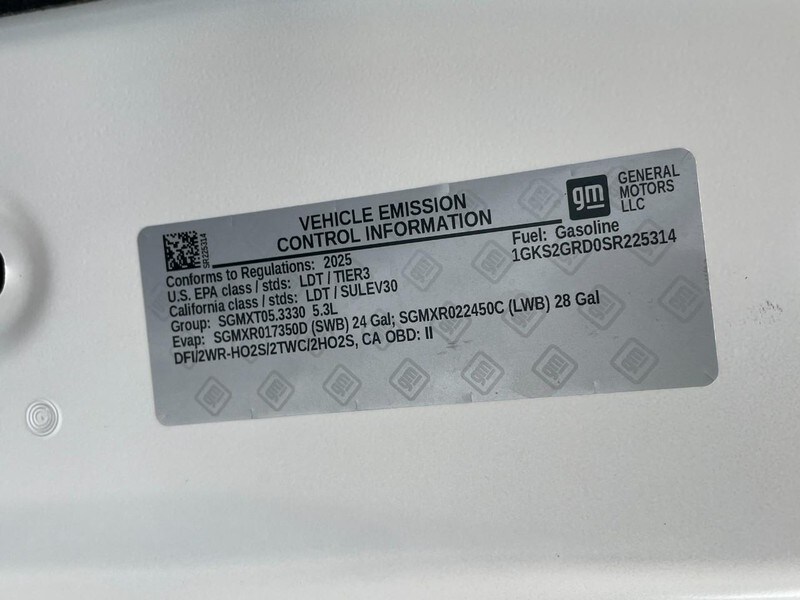 gm
GENERAL
MOTORS
LLC
VEHICLE EMISSION
CONTROL INFORMATION
SR225314
Fuel: Gasoline
1GKS2GRD0SR225314
Conforms to Regulations: 2025
U.S. EPA class / stds: LDT / TIER3
California class / stds: LDT / SULEV30
Group: SGMXT05.3330 5.3L
Evap: SGMXR017350D (SWB) 24 Gal; SGMXR022450C (LWB) 28 Gal
DFI/2WR-HO2S/2TWC/2HO2S, CA OBD: II